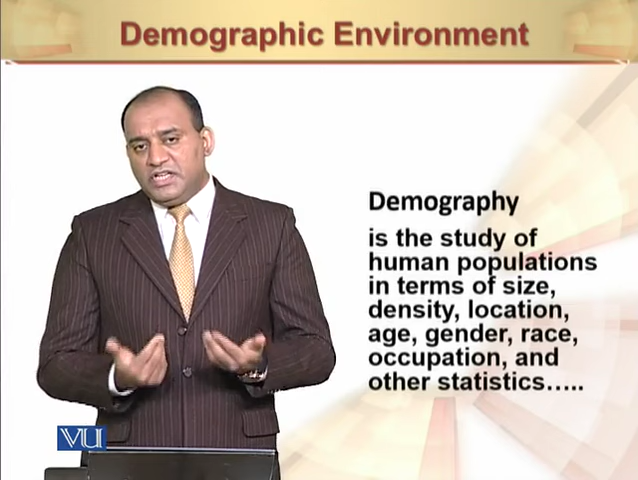 Demographic Environment
Demography
is the study of
human populations
in terms of size,
density, location,
age, gender, race,
occupation, and
other statistics…..
VU